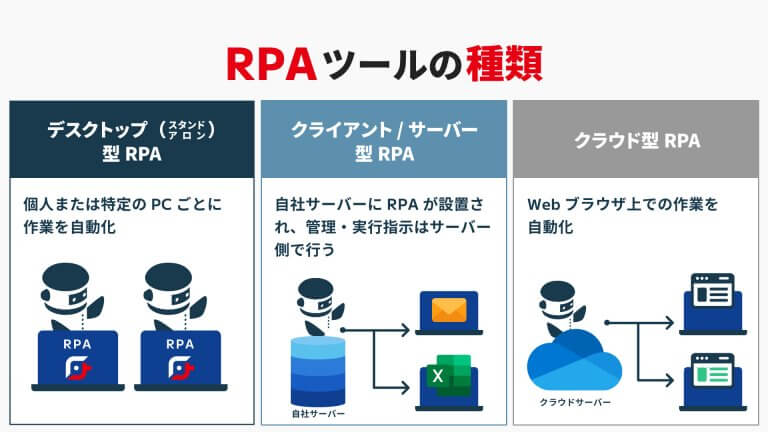 RPAツールの種類
デスクトップ（スタンドアロン）
型 RPA
個人または特定の PC ごとに
作業を自動化
RPA
RPA
クライアント / サーバー
型 RPA
自社サーバーに RPA が設置さ
れ、管理・実行指示はサーバー
側で行う
X
自社サーバー
クラウド型 RPA
Web ブラウザ上での作業を
自動化
クラウドサーバー